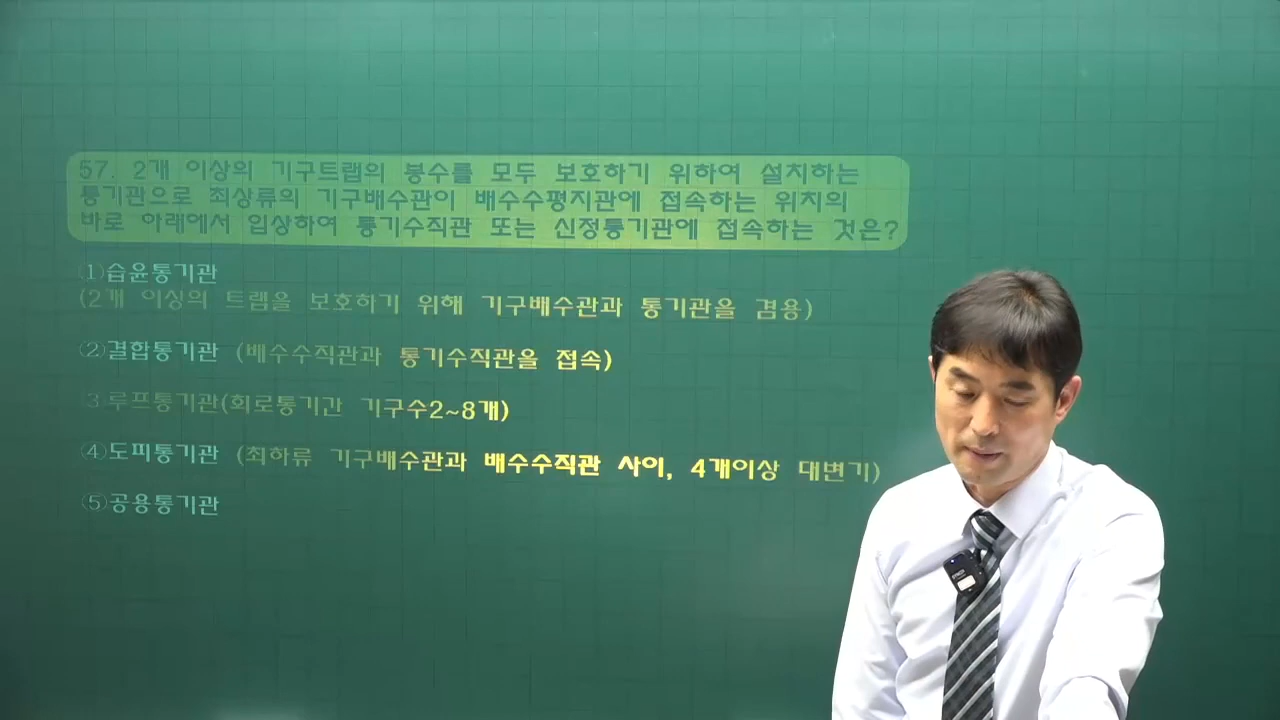 57. 2개 이상의 기구트랩의 봉수를 모두 보호하기 위하여 설치하는
통기관으로 최상류의 기구배수관이 배수수평지관에 접속하는 위치의
바로 아래에서 입상하여 통기수직관 또는 신정통기관에 접속하는 것은?
①습윤통기관
(2개 이상의 트랩을 보호하기 위해 기구배수관과 통기관을 겸용)
②결합통기관 (배수수직관과 통기수직관을 접속)
3루프통기관(회로통기간 기구수2~8개)
④도피통기관 (최하류 기구배수관과 배수수직관 사이, 4개이상 대변기)
⑤공용통기관